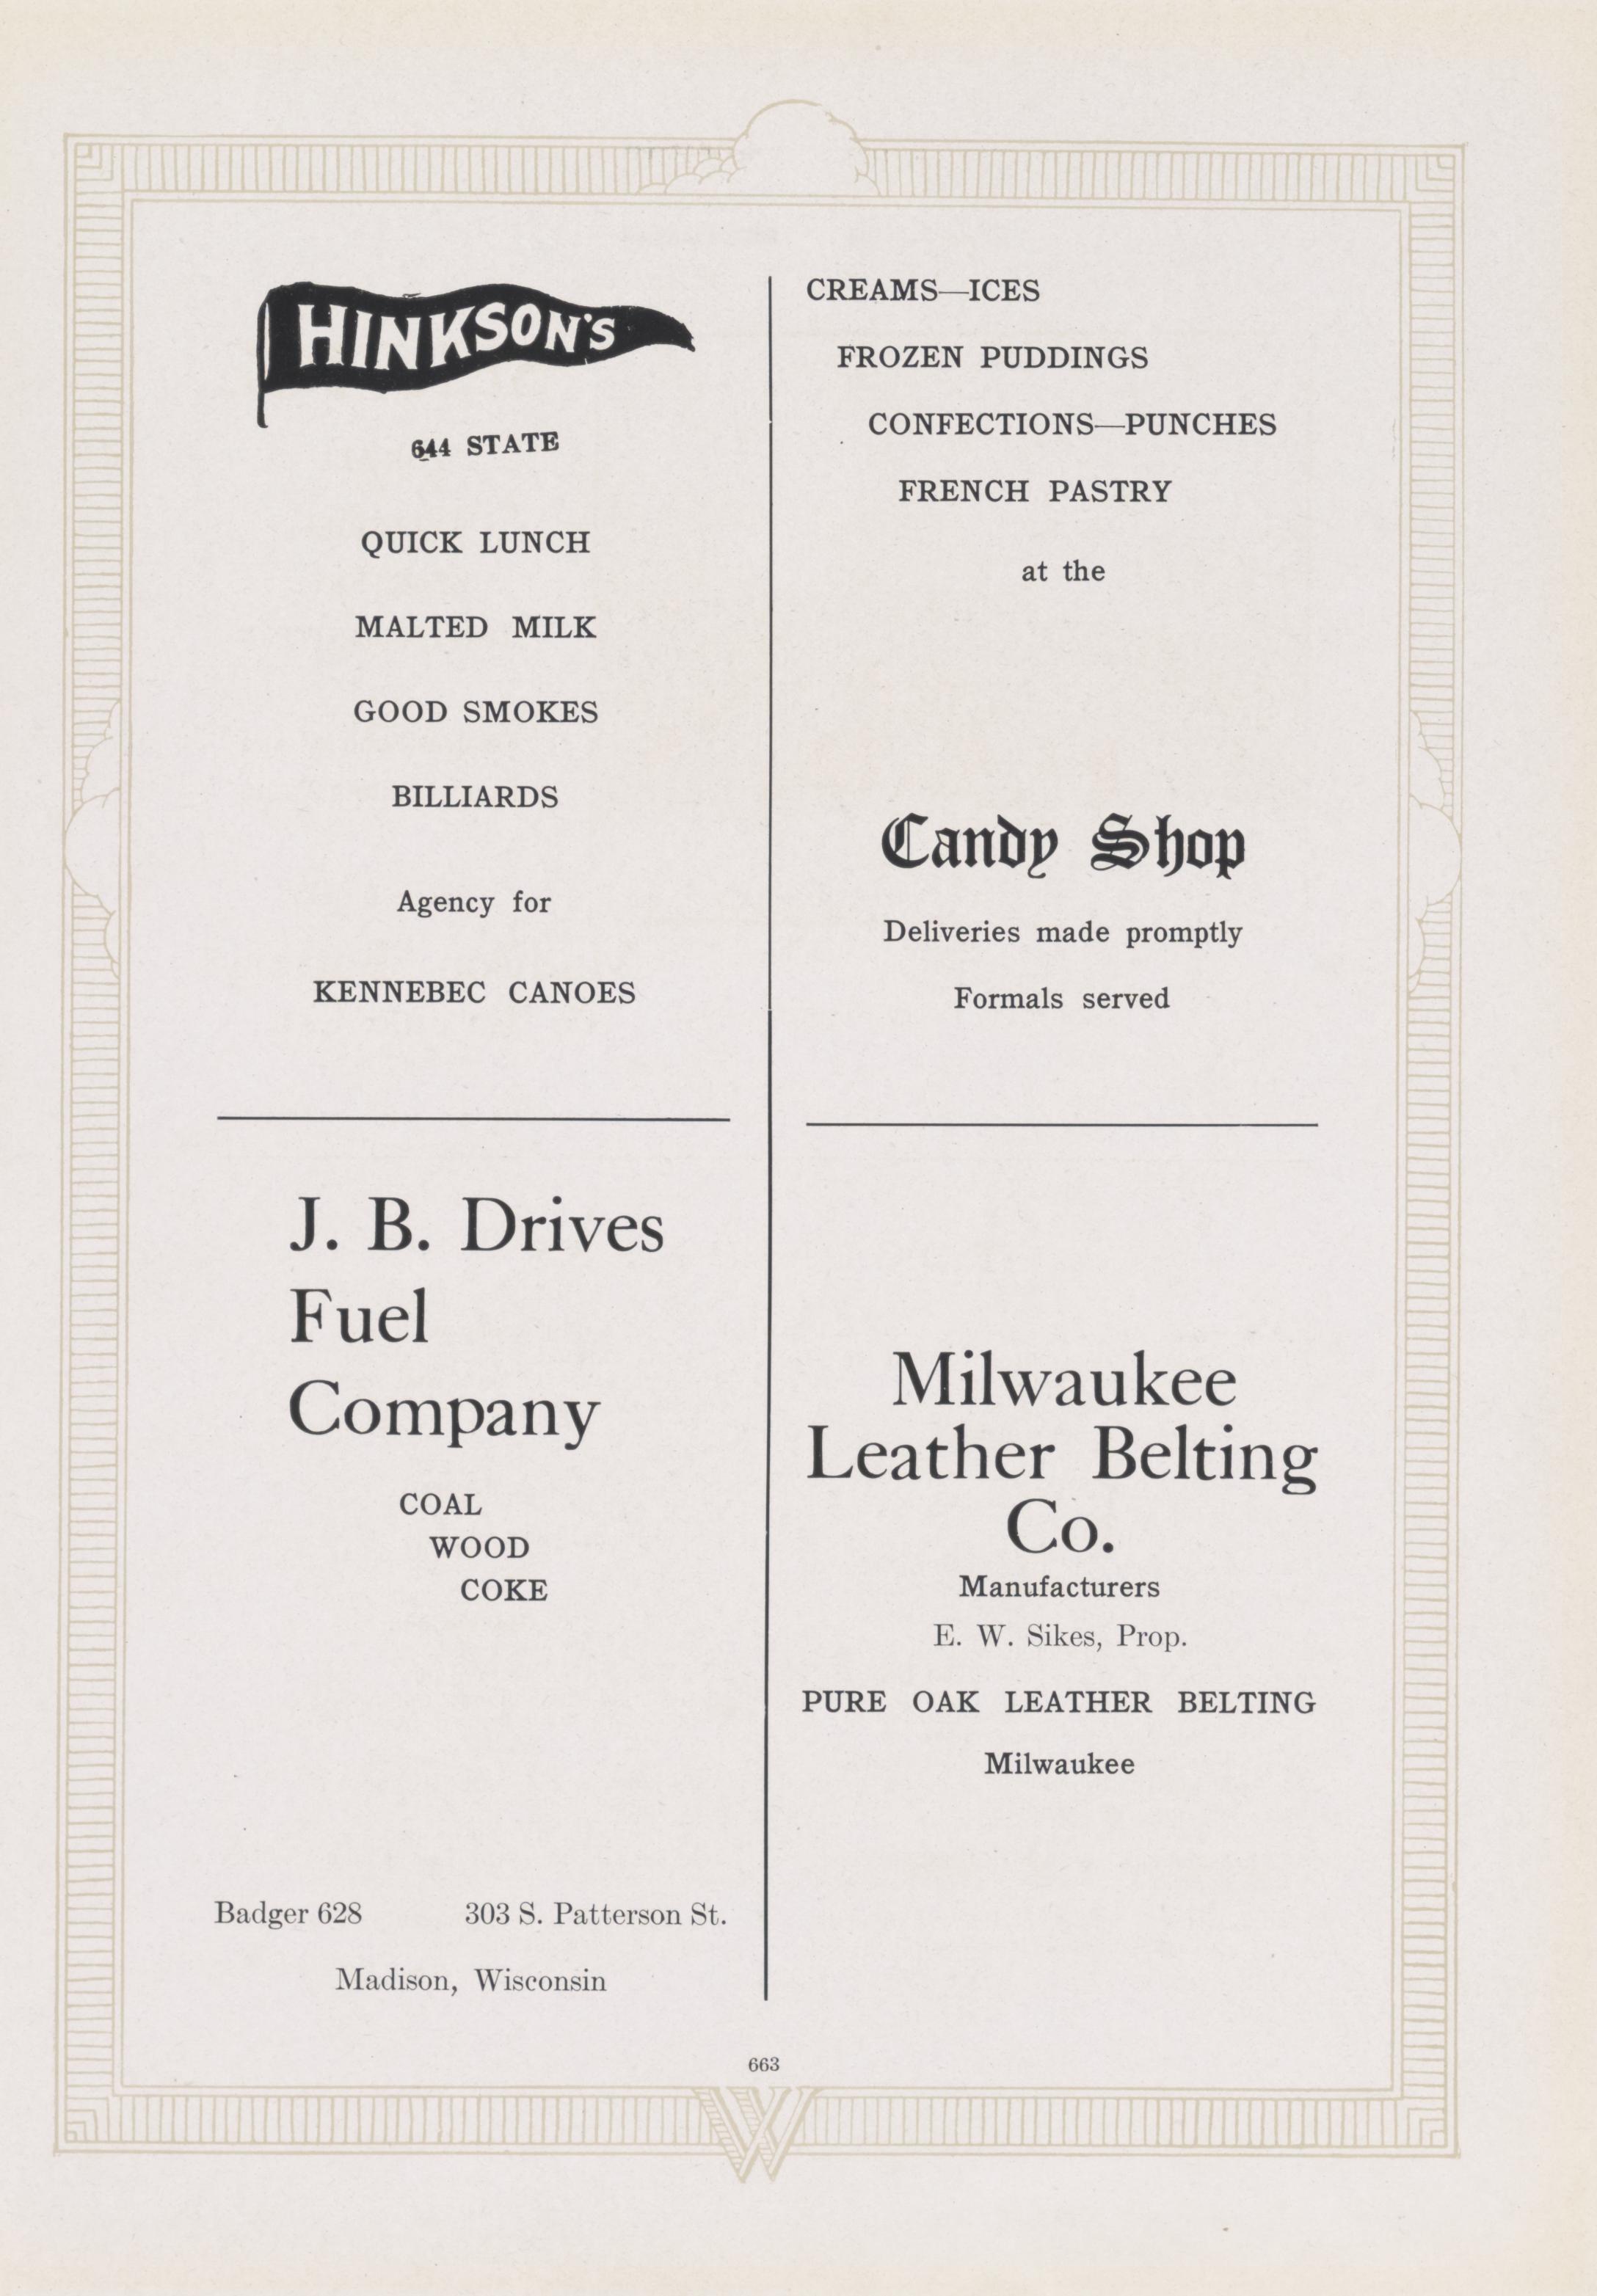 HINKSON'S
644 STATE
QUICK LUNCH
MALTED MILK
GOOD SMOKES
BILLIARDS
Agency for
KENNEBEC CANOES
CREAMS—ICES
FROZEN PUDDINGS
CONFECTIONS—PUNCHES
FRENCH PASTRY
at the
Candy Shop
Deliveries made promptly
Formals served
J. B. Drives
Fuel
Company
COAL
WOOD
COKE
Badger 628 303 S. Patterson St.
Madison, Wisconsin
Milwaukee
Leather Belting
Co.
Manufacturers
E. W. Sikes, Prop.
PURE OAK LEATHER BELTING
Milwaukee
663
W